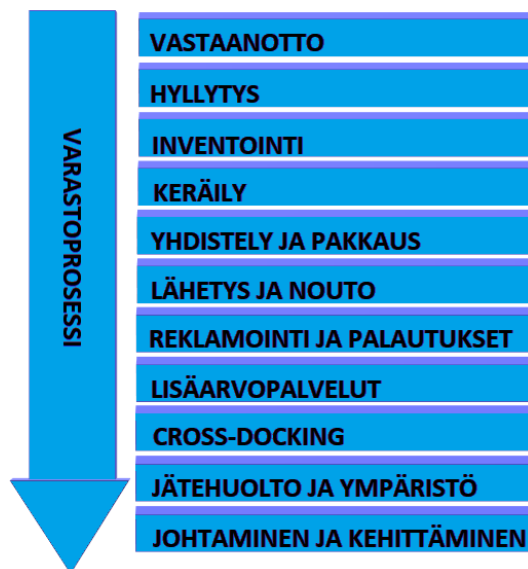 VARASTOPROSESSI
VASTAANOTTO
HYLLYTYS
INVENTOINTI
KERÄILY
YHDISTELY JA PAKKAUS
LÄHETYS JA NOUTO
REKLAMOINTI JA PALAUTUKSET
LISÄARVOPALVELUT
CROSS-DOCKING
JÄTEHUOLTO JA YMPÄRISTÖ
JOHTAMINEN JA KEHITTÄMINEN